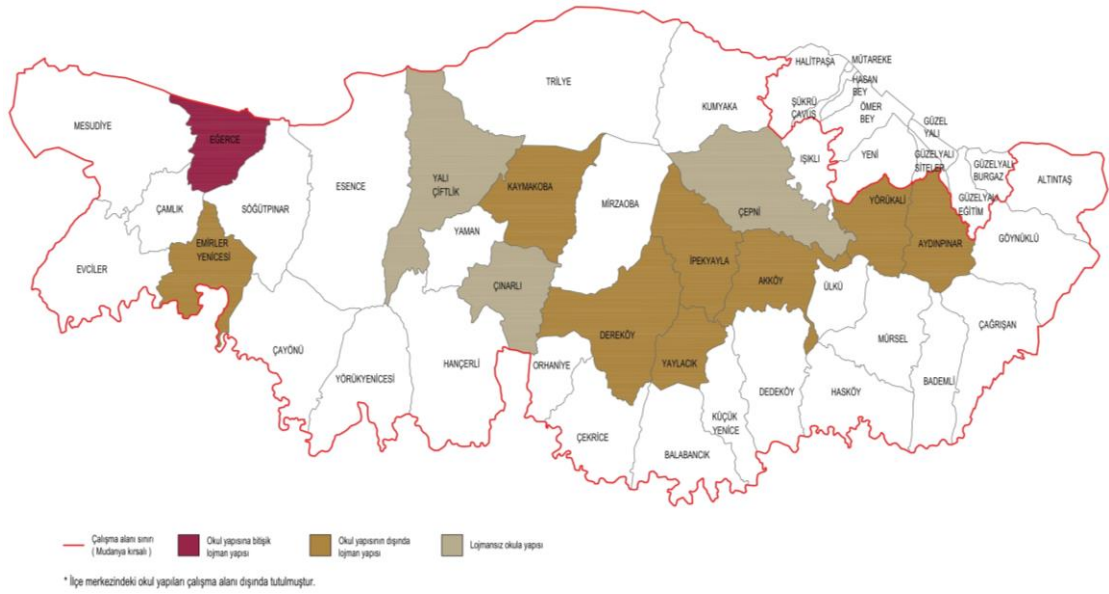 TRİLYE
HALİTPAŞA
MÜTAREKE
KUMYAKA
HASAN
BEY
ŞÜKRÜ
ÇAVUŞ
ÖMER
BEY
MESUDİYE
EĞERCE
GÜZEL
YALI
IŞIKLI
YENİ
GÜZELYALI
SİTELER
GÜZELYALI
BURGAZ
ALTINTAŞ
ESENCE
YALI
ÇİFTLİK
KAYMAKOBA
MİRZAOBA
ÇEPNİ
YÖRÜKALİ
GÜZELYALI
EĞİTİM
ÇAMLIK
SÖĞÜTPINAR
YAMAN
EMİRLER
YENİCESİ
AYDINPINAR
GÖYNÜKLÜ
EVCİLER
İPEKYAYLA
AKKÖY
ÜLKÜ
ÇINARLI
ÇAĞRIŞAN
DEREKÖY
MÜRSEL
ÇAYÖNÜ
HANÇERLİ
ORHANİYE
YAYLACIK
YÖRÜKYENİCESİ
DEDEKÖY
HASKÖY
BADEMLİ
KÜÇÜK
YENİCE
ÇEKRİCE
BALABANCIK
Çalışma alanı sınırı
( Mudanya kırsalı )
Okul yapısına bitişik
lojman yapısı
Okul yapısının dışında
lojman yapısı
Lojmansız okula yapısı
* İlçe merkezindeki okul yapıları çalışma alanı dışında tutulmuştur.